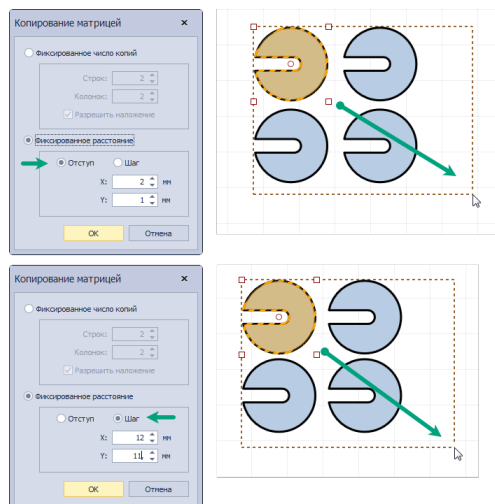 Копирование матрицей
Фиксированное число копий
Строк: 2
Колонок: 2
Разрешить наложение
Фиксированное расстояние
Отступ Шаг
X: 2 мм
Y: 1 мм
ОК Отмена
Копирование матрицей
Фиксированное число копий
Строк: 2
Колонок: 2
Разрешить наложение
Фиксированное расстояние
Отступ Шаг
X: 12 мм
Y: 11 мм
ОК Отмена